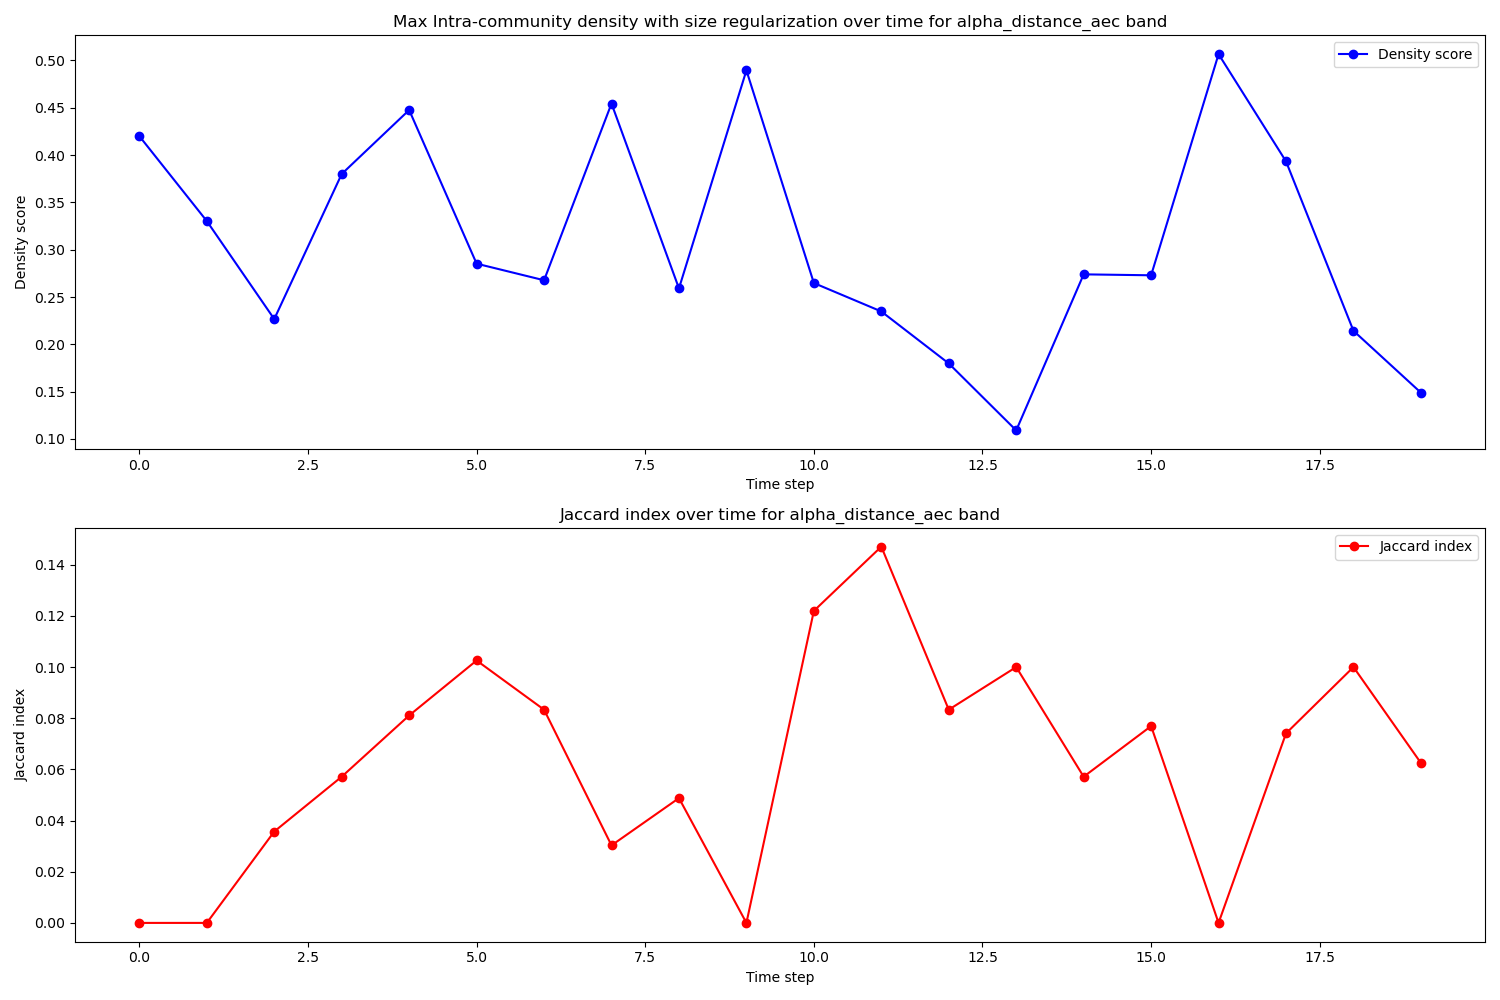 Max Intra-community density with size regularization over time for alpha_distance_aec band
Density score
0.50
0.45
0.40
0.35
0.30
0.25
0.20
0.15
0.10
Density score
0.0 2.5 5.0 7.5 10.0 12.5 15.0 17.5
Time step
Jaccard index over time for alpha_distance_aec band
Jaccard index
0.14
0.12
0.10
0.08
0.06
0.04
0.02
0.00
Jaccard index
0.0 2.5 5.0 7.5 10.0 12.5 15.0 17.5
Time step